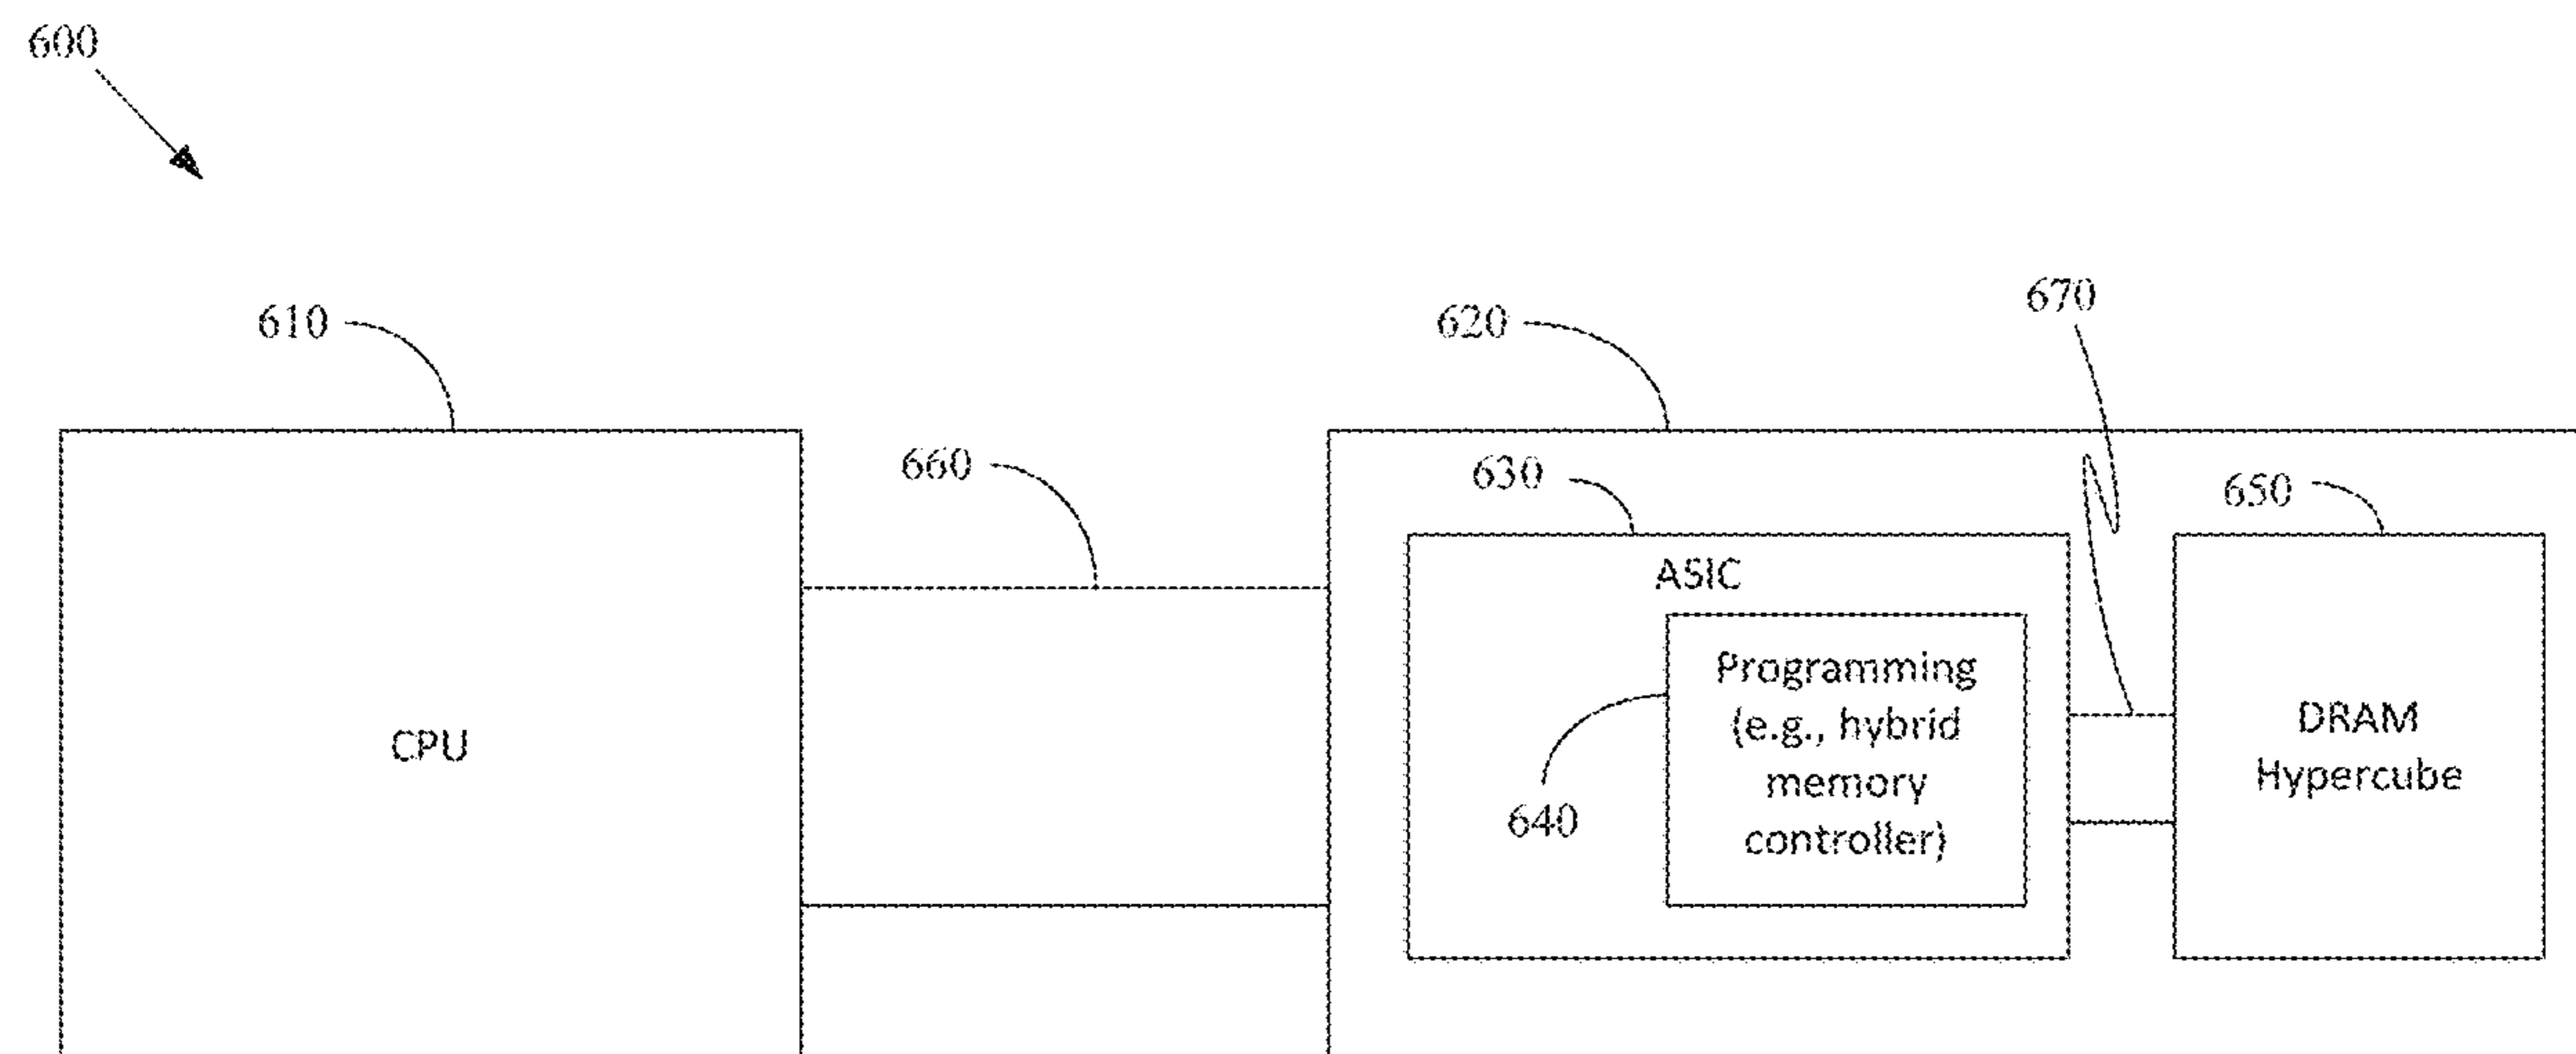 600
610
620
670
660
630
650
ASIC
CPU
640
Programming
(e.g., hybrid
memory
controller)
DRAM
Hypercube